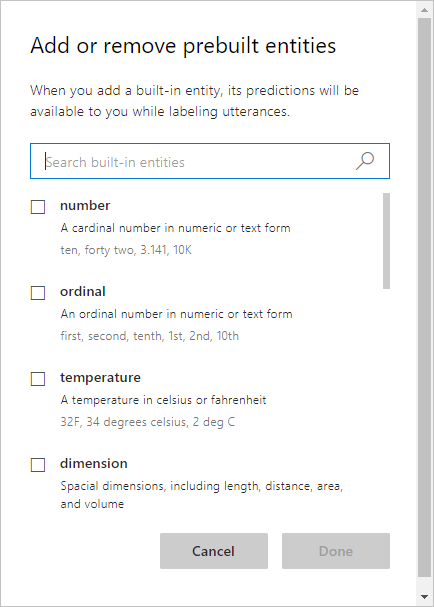 Add or remove prebuilt entities
When you add a built-in entity, its predictions will be
available to you while labeling utterances.
Search built-in entities
number
A cardinal number in numeric or text form
ten, forty two, 3.141, 10K
ordinal
An ordinal number in numeric or text form
first, second, tenth, 1st, 2nd, 10th
temperature
A temperature in celsius or fahrenheit
32F, 34 degrees celsius, 2 deg C
dimension
Spacial dimensions, including length, distance, area,
and volume
Cancel
Done